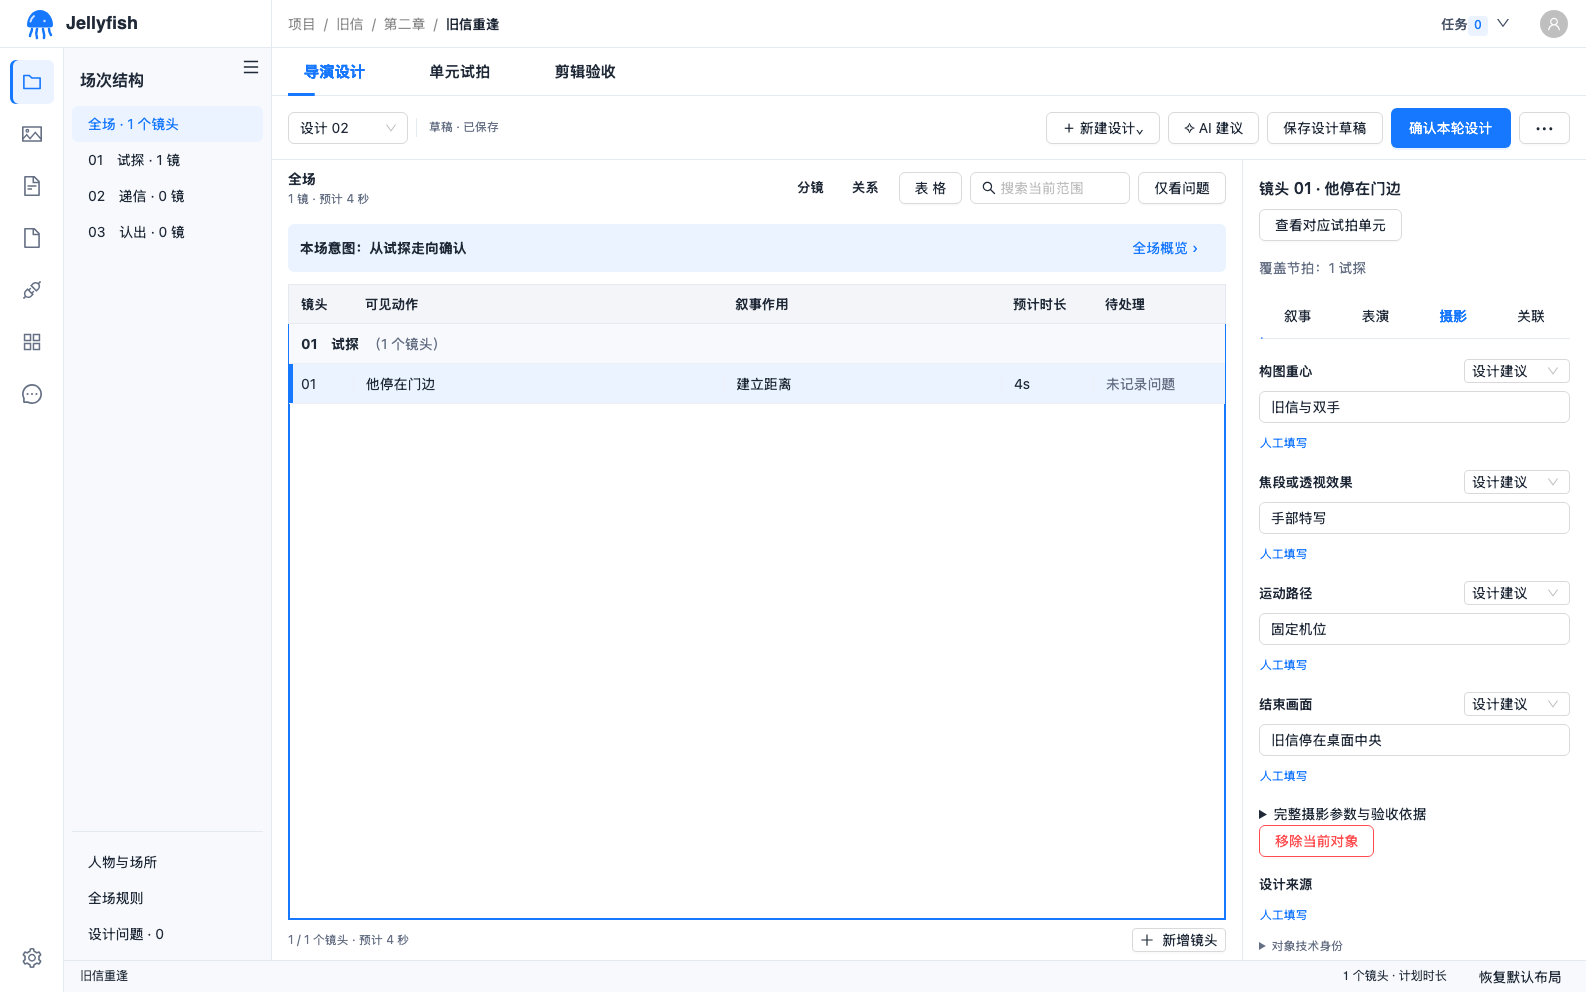 Jellyfish
项目 / 旧信 / 第二章 / 旧信重逢
任务 0
场次结构
全场 · 1 个镜头
01 试探 · 1 镜
02 递信 · 0 镜
03 认出 · 0 镜
人物与场所
全场规则
设计问题 · 0
导演设计 单元试拍 剪辑验收
设计 02
草稿 · 已保存
新建设计
AI 建议
保存设计草稿
确认本轮设计
全场
1 镜 · 预计 4 秒
分镜 关系 表 格
搜索当前范围
仅看问题
本场意图：从试探走向确认
全场概览 ›
镜头 可见动作 叙事作用 预计时长 待处理
01 试探 （1 个镜头）
01 他停在门边 建立距离 4s 未记录问题
1 / 1 个镜头 · 预计 4 秒
新增镜头
镜头 01 · 他停在门边
查看对应试拍单元
覆盖节拍：1 试探
叙事 表演 摄影 关联
构图重心 设计建议
旧信与双手
人工填写
焦段或透视效果 设计建议
手部特写
人工填写
运动路径 设计建议
固定机位
人工填写
结束画面 设计建议
旧信停在桌面中央
人工填写
完整摄影参数与验收依据
移除当前对象
设计来源
人工填写
对象技术身份
旧信重逢
1 个镜头 · 计划时长
恢复默认布局